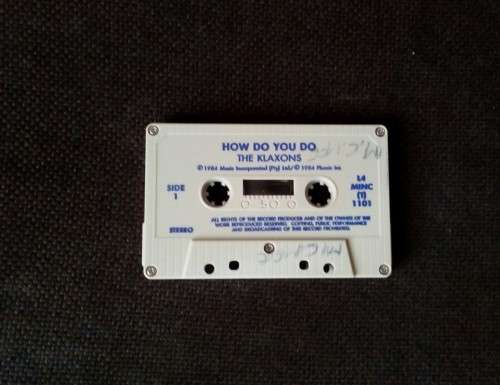 HOW DO YOU DO
THE KLAXONS
℗ 1984 Music Incorporated (Pty) Ltd/© 1984 Phonic Int
SIDE
1
L4
MINC
(T)
1101
ALL RIGHTS OF THE RECORD PRODUCER AND OF THE OWNER OF THE
WORK REPRODUCED RESERVED. COPYING, PUBLIC PERFORMANCE
AND BROADCASTING OF THIS RECORD PROHIBITED.
STEREO